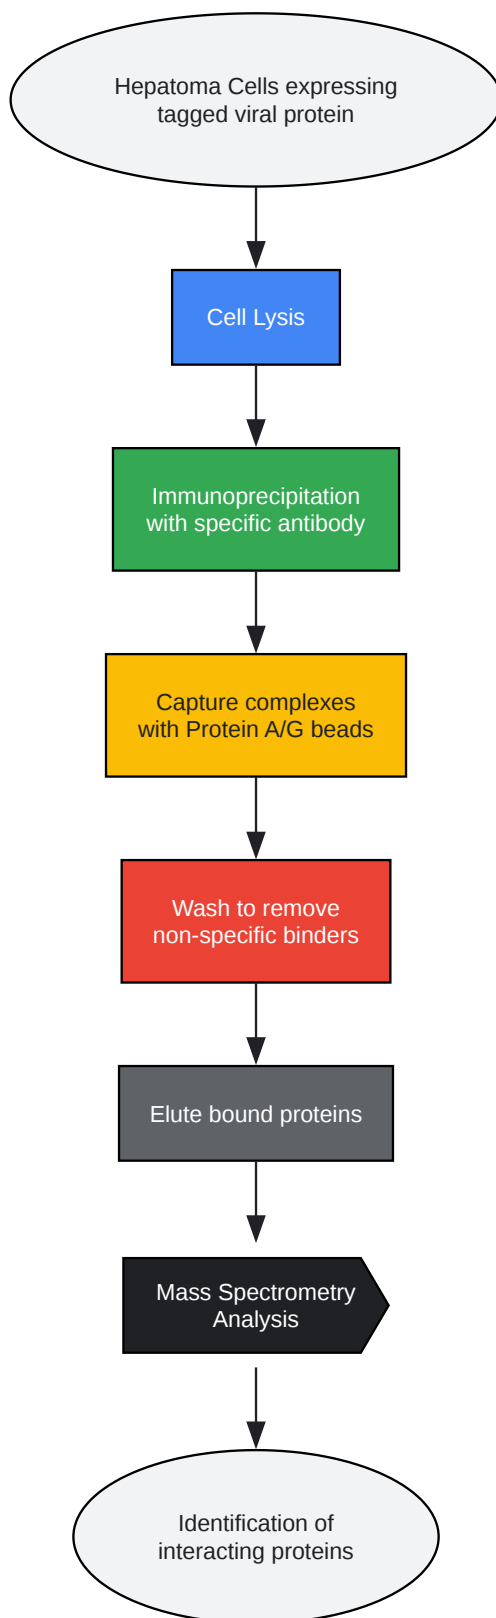 Hepatoma Cells expressing
tagged viral protein
Cell Lysis
Immunoprecipitation
with specific antibody
Capture complexes
with Protein A/G beads
Wash to remove
non-specific binders
Elute bound proteins
Mass Spectrometry
Analysis
Identification of
interacting proteins